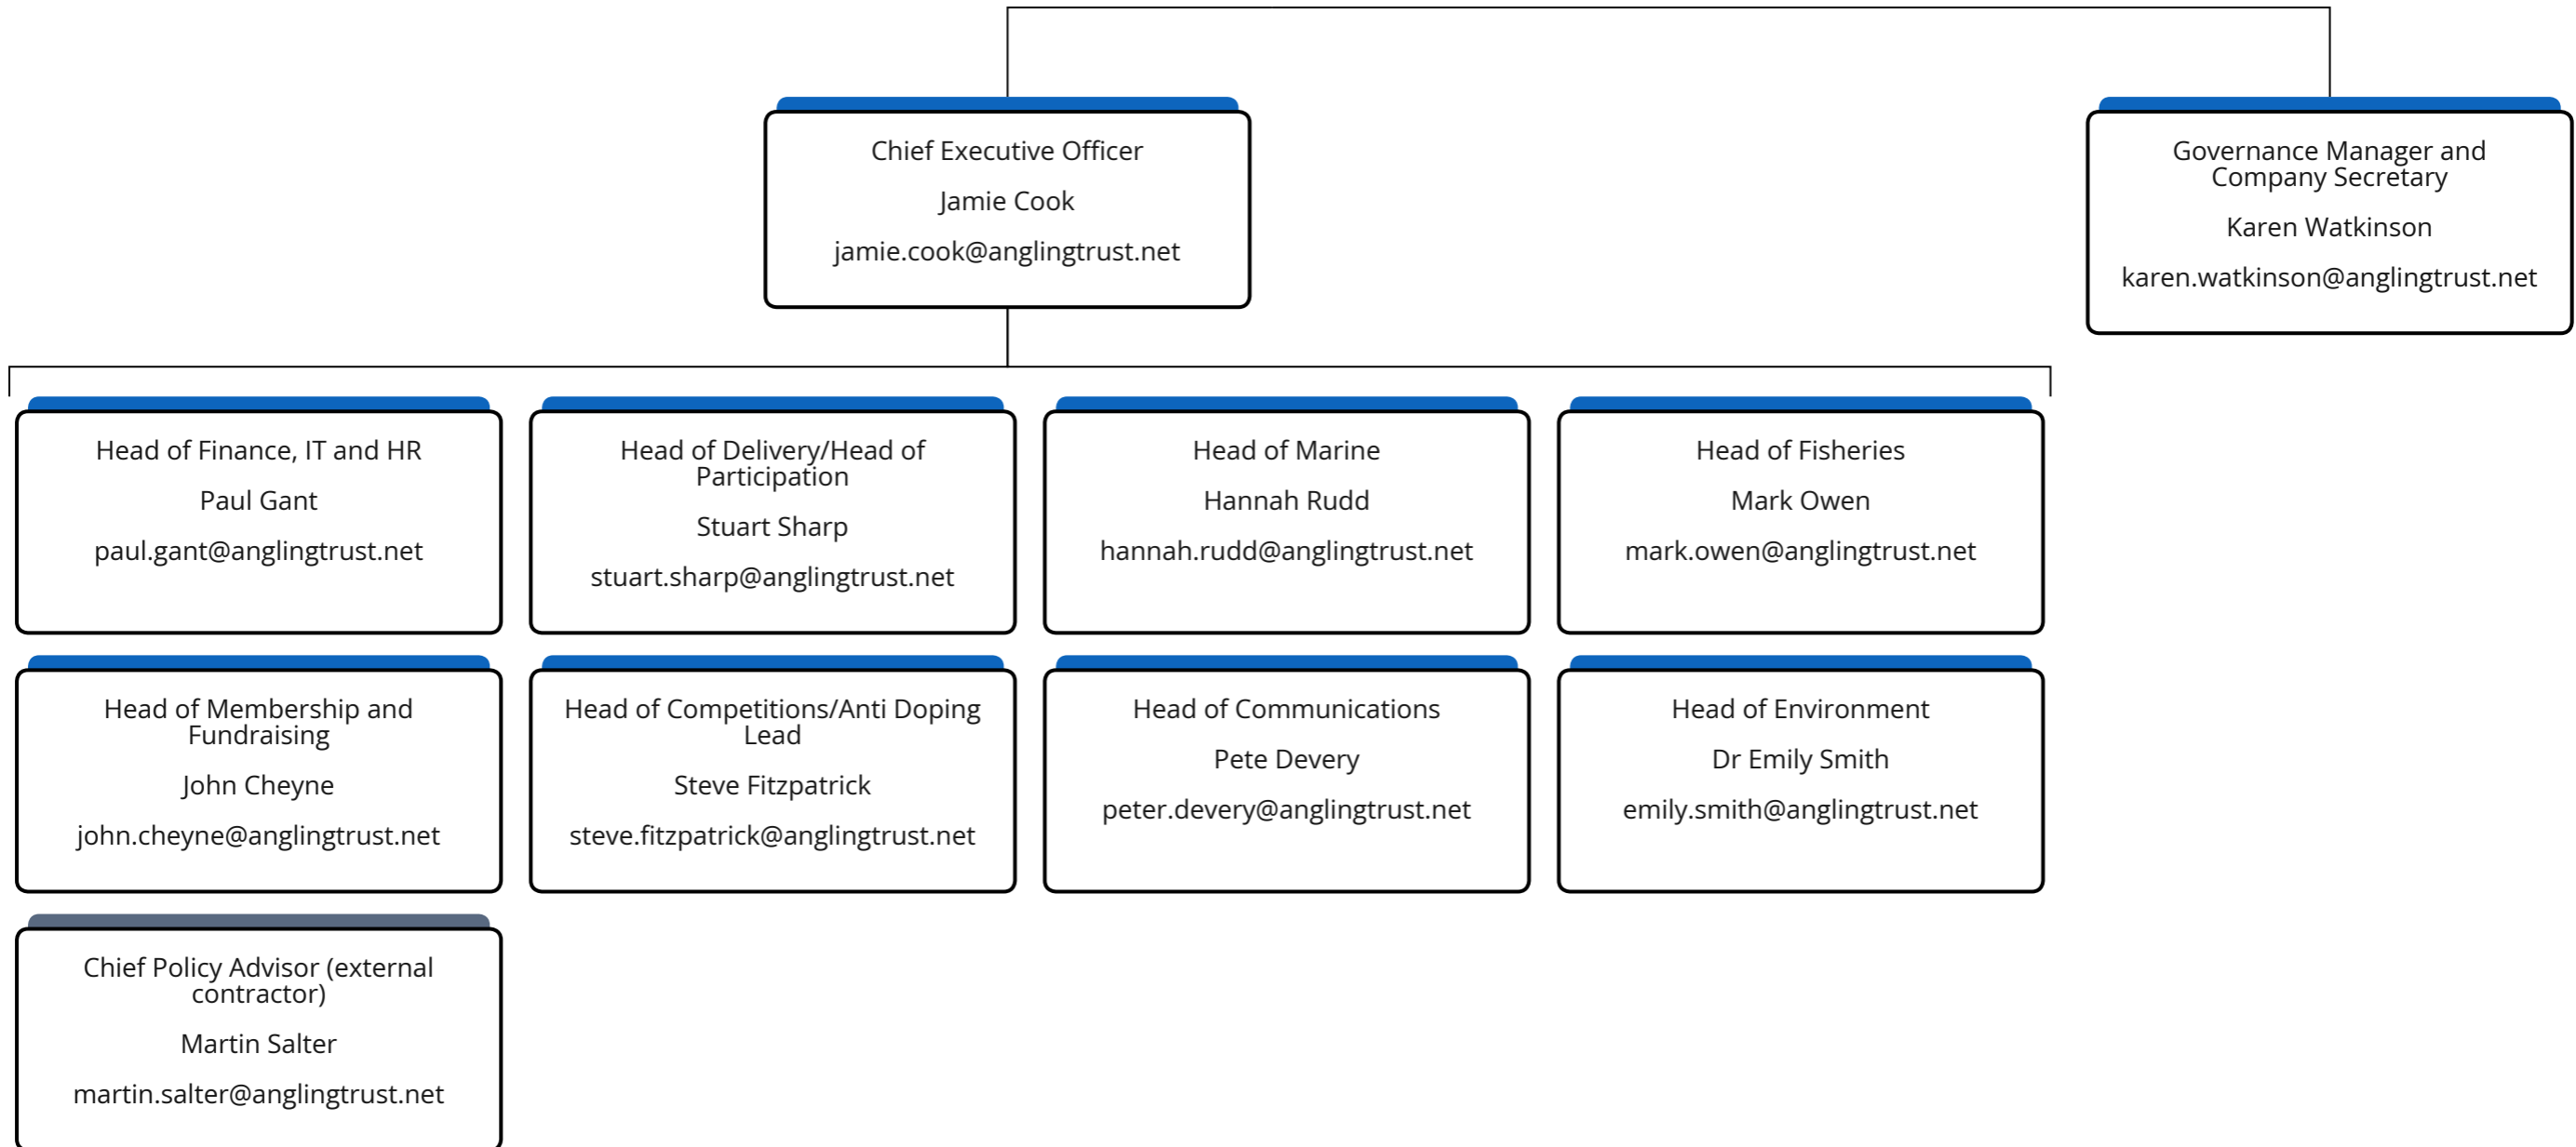 Chief Executive Officer
Jamie Cook
jamie.cook@anglingtrust.net
Governance Manager and
Company Secretary
Karen Watkinson
karen.watkinson@anglingtrust.net
Head of Finance, IT and HR
Paul Gant
paul.gant@anglingtrust.net
Head of Delivery/Head of
Participation
Stuart Sharp
stuart.sharp@anglingtrust.net
Head of Marine
Hannah Rudd
hannah.rudd@anglingtrust.net
Head of Fisheries
Mark Owen
mark.owen@anglingtrust.net
Head of Membership and
Fundraising
John Cheyne
john.cheyne@anglingtrust.net
Head of Competitions/Anti Doping
Lead
Steve Fitzpatrick
steve.fitzpatrick@anglingtrust.net
Head of Communications
Pete Devery
peter.devery@anglingtrust.net
Head of Environment
Dr Emily Smith
emily.smith@anglingtrust.net
Chief Policy Advisor (external
contractor)
Martin Salter
martin.salter@anglingtrust.net